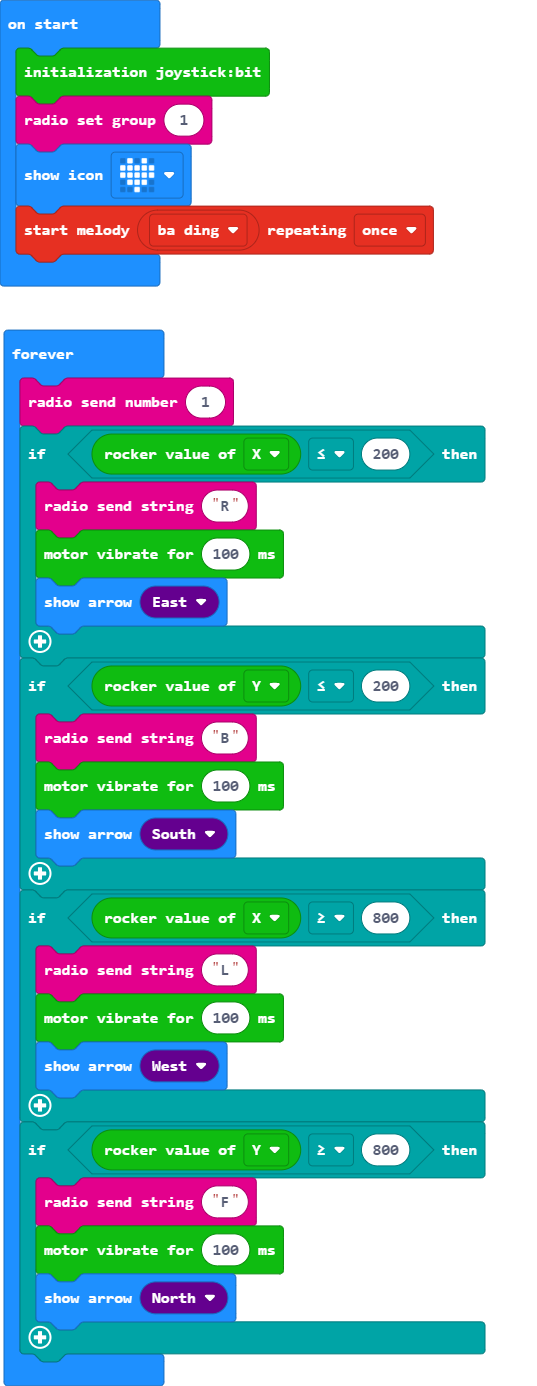 on start
initialization joystick:bit
radio set group 1
show icon
start melody ba ding repeating once
forever
radio send number 1
if rocker value of X ≤ 200 then
radio send string "R"
motor vibrate for 100 ms
show arrow East
if rocker value of Y ≤ 200 then
radio send string "B"
motor vibrate for 100 ms
show arrow South
if rocker value of X ≥ 800 then
radio send string "L"
motor vibrate for 100 ms
show arrow West
if rocker value of Y ≥ 800 then
radio send string "F"
motor vibrate for 100 ms
show arrow North